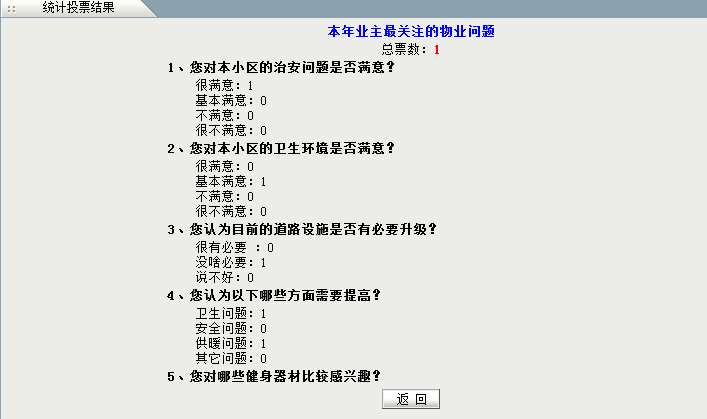 统计投票结果
本年业主最关注的物业问题
总票数：1
1、您对本小区的治安问题是否满意？
很满意：1
基本满意：0
不满意：0
很不满意：0
2、您对本小区的卫生环境是否满意？
很满意：0
基本满意：1
不满意：0
很不满意：0
3、您认为目前的道路设施是否有必要升级？
很有必要 ：0
没啥必要：1
说不好：0
4、您认为以下哪些方面需要提高？
卫生问题：1
安全问题：0
供暖问题：1
其它问题：0
5、您对哪些健身器材比较感兴趣？
返 回